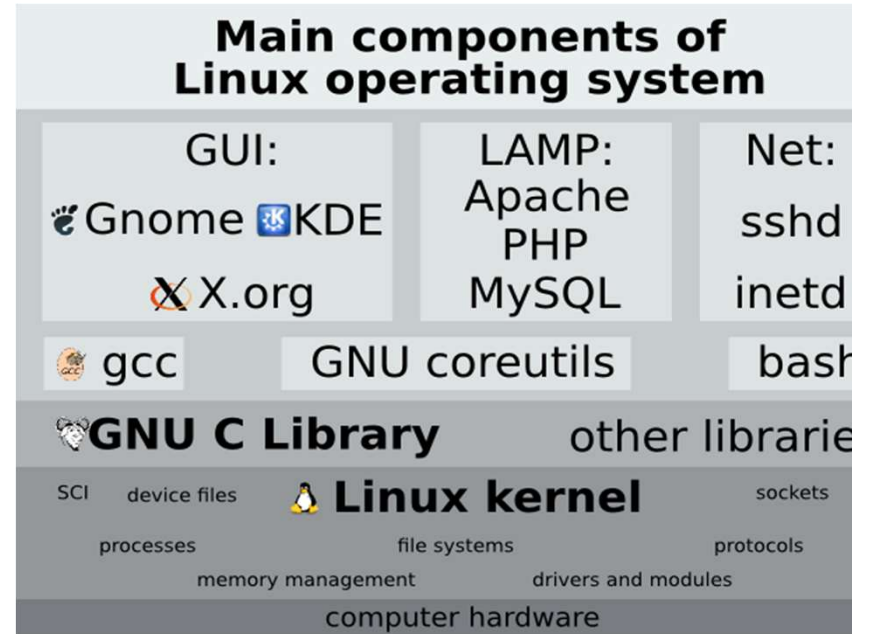 Main components of
Linux operating system
GUI:
Gnome KDE
X.org
LAMP:
Apache
PHP
MySQL
Net:
sshd
inetd
gcc GNU coreutils bash
GNU C Library other librarie
SCI device files Linux kernel sockets
processes file systems protocols
memory management drivers and modules
computer hardware